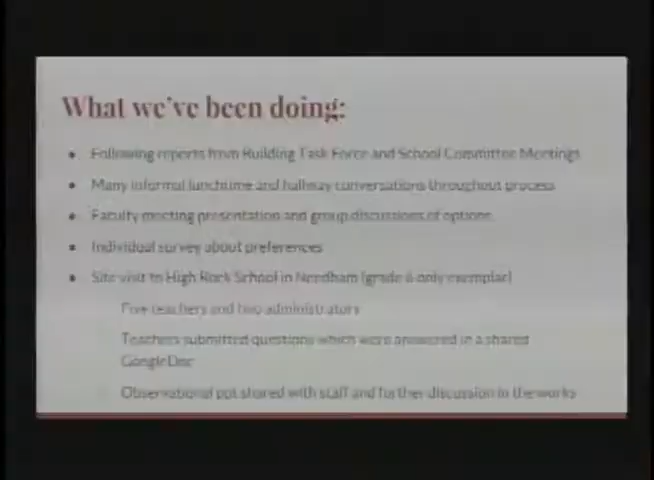 What we've been doing:
• Following reports from Building Task Force and School Committee Meetings
• Many informal lunchtime and hallway conversations throughout process
• Faculty meeting presentation and group discussions of options
• Individual survey about preferences
• Site visit to High Rock School in Needham (grade 6 only exemplar)
Five teachers and two administrators
Teachers submitted questions which were answered in a shared
GoogleDoc
Observational ppt shared with staff and further discussion in the works